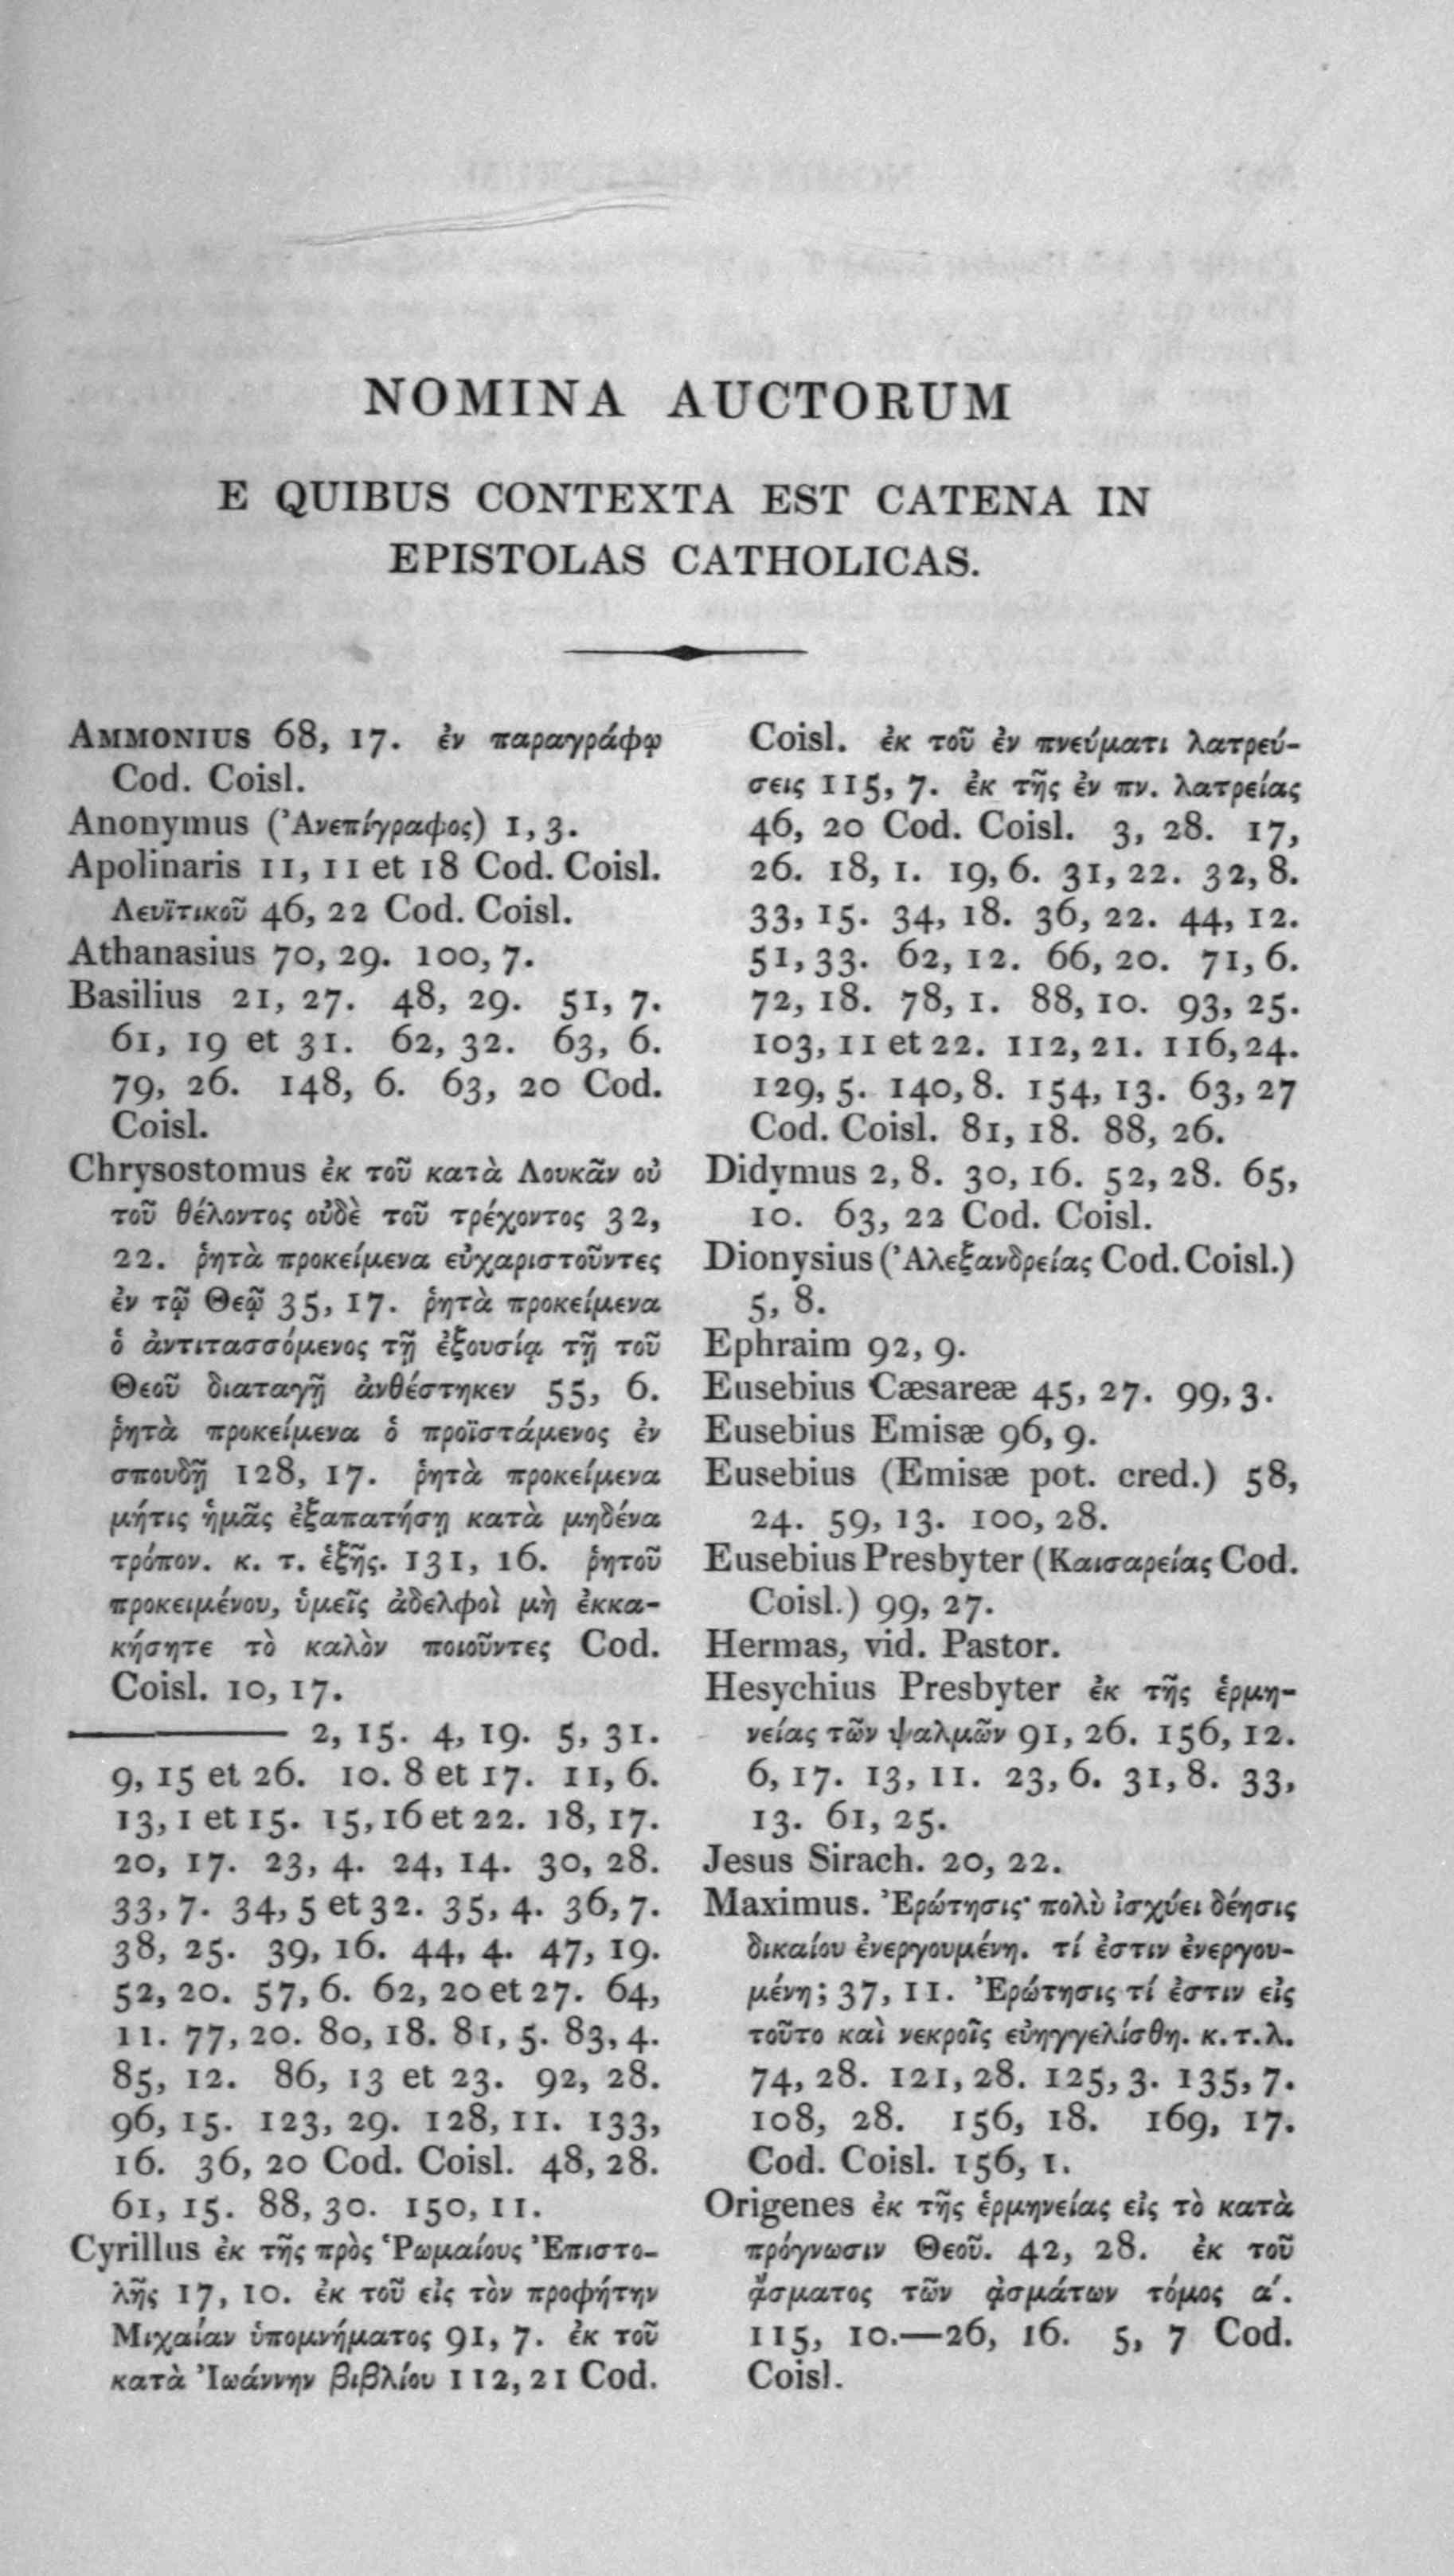 NOMINA AUCTORUM
E QUIBUS CONTEXTA EST CATENA IN
EPISTOLAS CATHOLICAS.
AMMONIUS 68, 17. ἐν παραγράφῳ
Cod. Coisl.
Anonymus (Ἀνεπίγραφος) 1, 3.
Apolinaris 11, 11 et 18 Cod. Coisl.
Λευϊτικοῦ 46, 22 Cod. Coisl.
Athanasius 70, 29. 100, 7.
Basilius 21, 27. 48, 29. 51, 7.
61, 19 et 31. 62, 32. 63, 6.
79, 26. 148, 6. 63, 20 Cod.
Coisl.
Chrysostomus ἐκ τοῦ κατὰ Λουκᾶν οὐ
τοῦ θέλοντος οὐδὲ τοῦ τρέχοντος 32,
22. ῥητὰ προκείμενα εὐχαριστοῦντες
ἐν τῷ Θεῷ 35, 17. ῥητὰ προκείμενα
ὁ ἀντιτασσόμενος τῇ ἐξουσίᾳ τῇ τοῦ
Θεοῦ διαταγῇ ἀνθέστηκεν 55, 6.
ῥητὰ προκείμενα ὁ προϊστάμενος ἐν
σπουδῇ 128, 17. ῥητὰ προκείμενα
μήτις ἡμᾶς ἐξαπατήσῃ κατὰ μηδένα
τρόπον. κ. τ. ἑξῆς. 131, 16. ῥητοῦ
προκειμένου, ὑμεῖς ἀδελφοὶ μὴ ἐκκα-
κήσητε τὸ καλὸν ποιοῦντες Cod.
Coisl. 10, 17.
——— 2, 15. 4, 19. 5, 31.
9, 15 et 26. 10. 8 et 17. 11, 6.
13, 1 et 15. 15, 16 et 22. 18, 17.
20, 17. 23, 4. 24, 14. 30, 28.
33, 7. 34, 5 et 32. 35, 4. 36, 7.
38, 25. 39, 16. 44, 4. 47, 19.
52, 20. 57, 6. 62, 20 et 27. 64,
11. 77, 20. 80, 18. 81, 5. 83, 4.
85, 12. 86, 13 et 23. 92, 28.
96, 15. 123, 29. 128, 11. 133,
16. 36, 20 Cod. Coisl. 48, 28.
61, 15. 88, 30. 150, 11.
Cyrillus ἐκ τῆς πρὸς Ῥωμαίους Ἐπιστο-
λῆς 17, 10. ἐκ τοῦ εἰς τὸν προφήτην
Μιχαίαν ὑπομνήματος 91, 7. ἐκ τοῦ
κατὰ Ἰωάννην βιβλίου 112, 21 Cod.
Coisl. ἐκ τοῦ ἐν πνεύματι λατρεύ-
σεις 115, 7. ἐκ τῆς ἐν πν. λατρείας
46, 20 Cod. Coisl. 3, 28. 17,
26. 18, 1. 19, 6. 31, 22. 32, 8.
33, 15. 34, 18. 36, 22. 44, 12.
51, 33. 62, 12. 66, 20. 71, 6.
72, 18. 78, 1. 88, 10. 93, 25.
103, 11 et 22. 112, 21. 116, 24.
129, 5. 140, 8. 154, 13. 63, 27
Cod. Coisl. 81, 18. 88, 26.
Didymus 2, 8. 30, 16. 52, 28. 65,
10. 63, 22 Cod. Coisl.
Dionysius (Ἀλεξανδρείας Cod. Coisl.)
5, 8.
Ephraim 92, 9.
Eusebius Cæsareæ 45, 27. 99, 3.
Eusebius Emisæ 96, 9.
Eusebius (Emisæ pot. cred.) 58,
24. 59, 13. 100, 28.
Eusebius Presbyter (Καισαρείας Cod.
Coisl.) 99, 27.
Hermas, vid. Pastor.
Hesychius Presbyter ἐκ τῆς ἑρμη-
νείας τῶν ψαλμῶν 91, 26. 156, 12.
6, 17. 13, 11. 23, 6. 31, 8. 33,
13. 61, 25.
Jesus Sirach. 20, 22.
Maximus. Ἐρώτησις· πολὺ ἰσχύει δέησις
δικαίου ἐνεργουμένη. τί ἐστιν ἐνεργου-
μένη; 37, 11. Ἐρώτησις τί ἐστιν εἰς
τοῦτο καὶ νεκροῖς εὐηγγελίσθη. κ.τ.λ.
74, 28. 121, 28. 125, 3. 135, 7.
108, 28. 156, 18. 169, 17.
Cod. Coisl. 156, 1.
Origenes ἐκ τῆς ἑρμηνείας εἰς τὸ κατὰ
πρόγνωσιν Θεοῦ. 42, 28. ἐκ τοῦ
ᾄσματος τῶν ᾀσμάτων τόμος α΄.
115, 10.—26, 16. 5, 7 Cod.
Coisl.